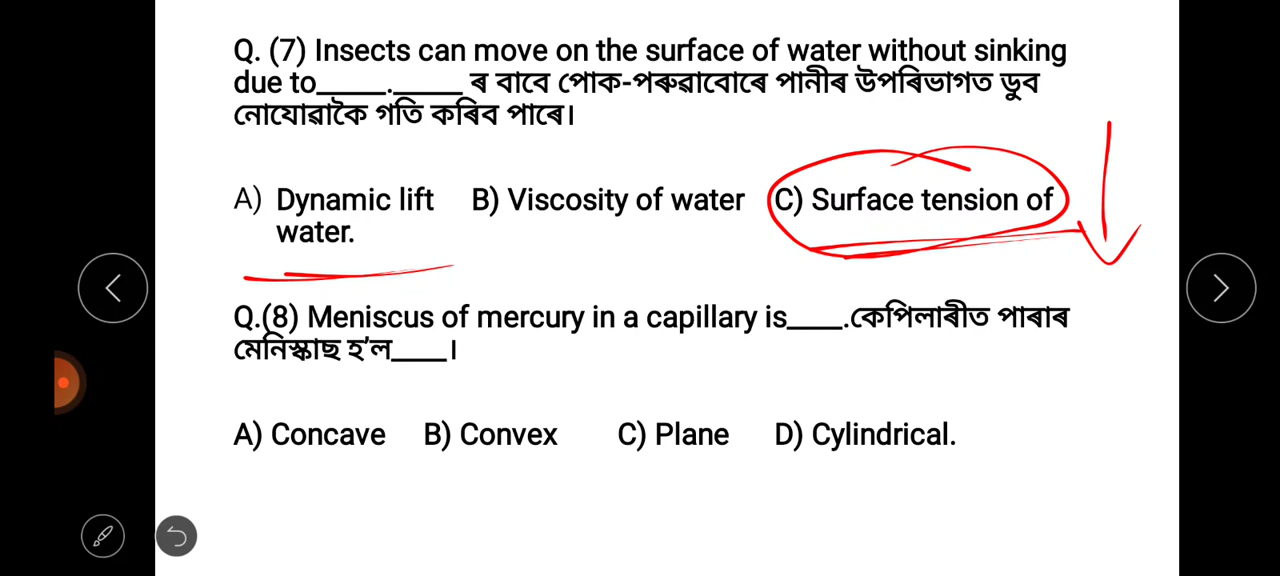 Q. (7) Insects can move on the surface of water without sinking
due to_____._____ ৰ বাবে পোক-পৰুৱাবোৰে পানীৰ উপৰিভাগত ডুব
নোযোৱাকৈ গতি কৰিব পাৰে।
A) Dynamic lift B) Viscosity of water C) Surface tension of
water.
Q.(8) Meniscus of mercury in a capillary is____.কেপিলাৰীত পাৰাৰ
মেনিস্কাছ হ'ল____।
A) Concave B) Convex C) Plane D) Cylindrical.